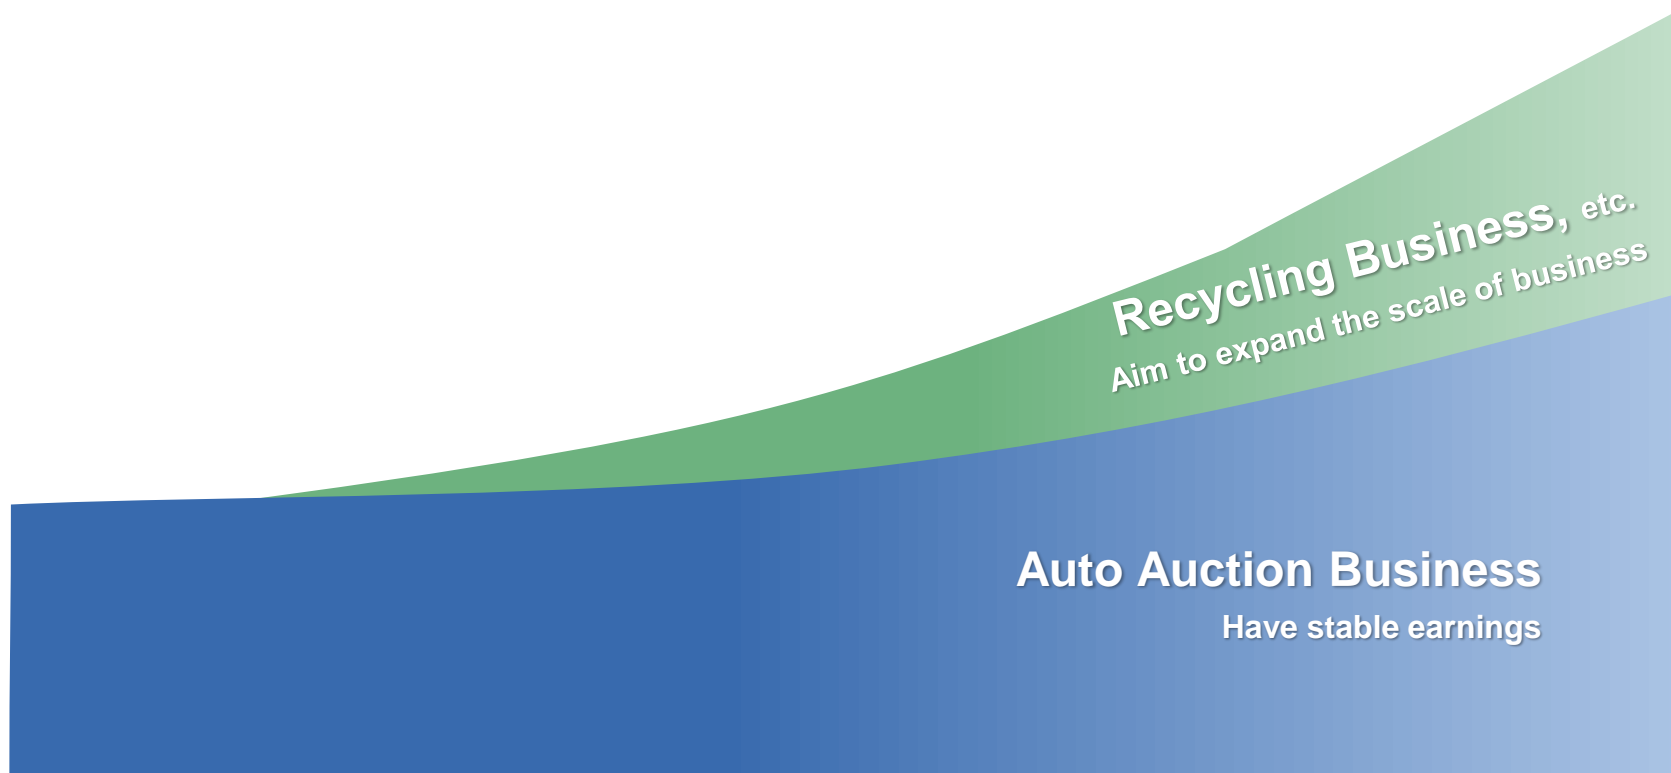 Recycling Business, etc.
Aim to expand the scale of business
Auto Auction Business
Have stable earnings